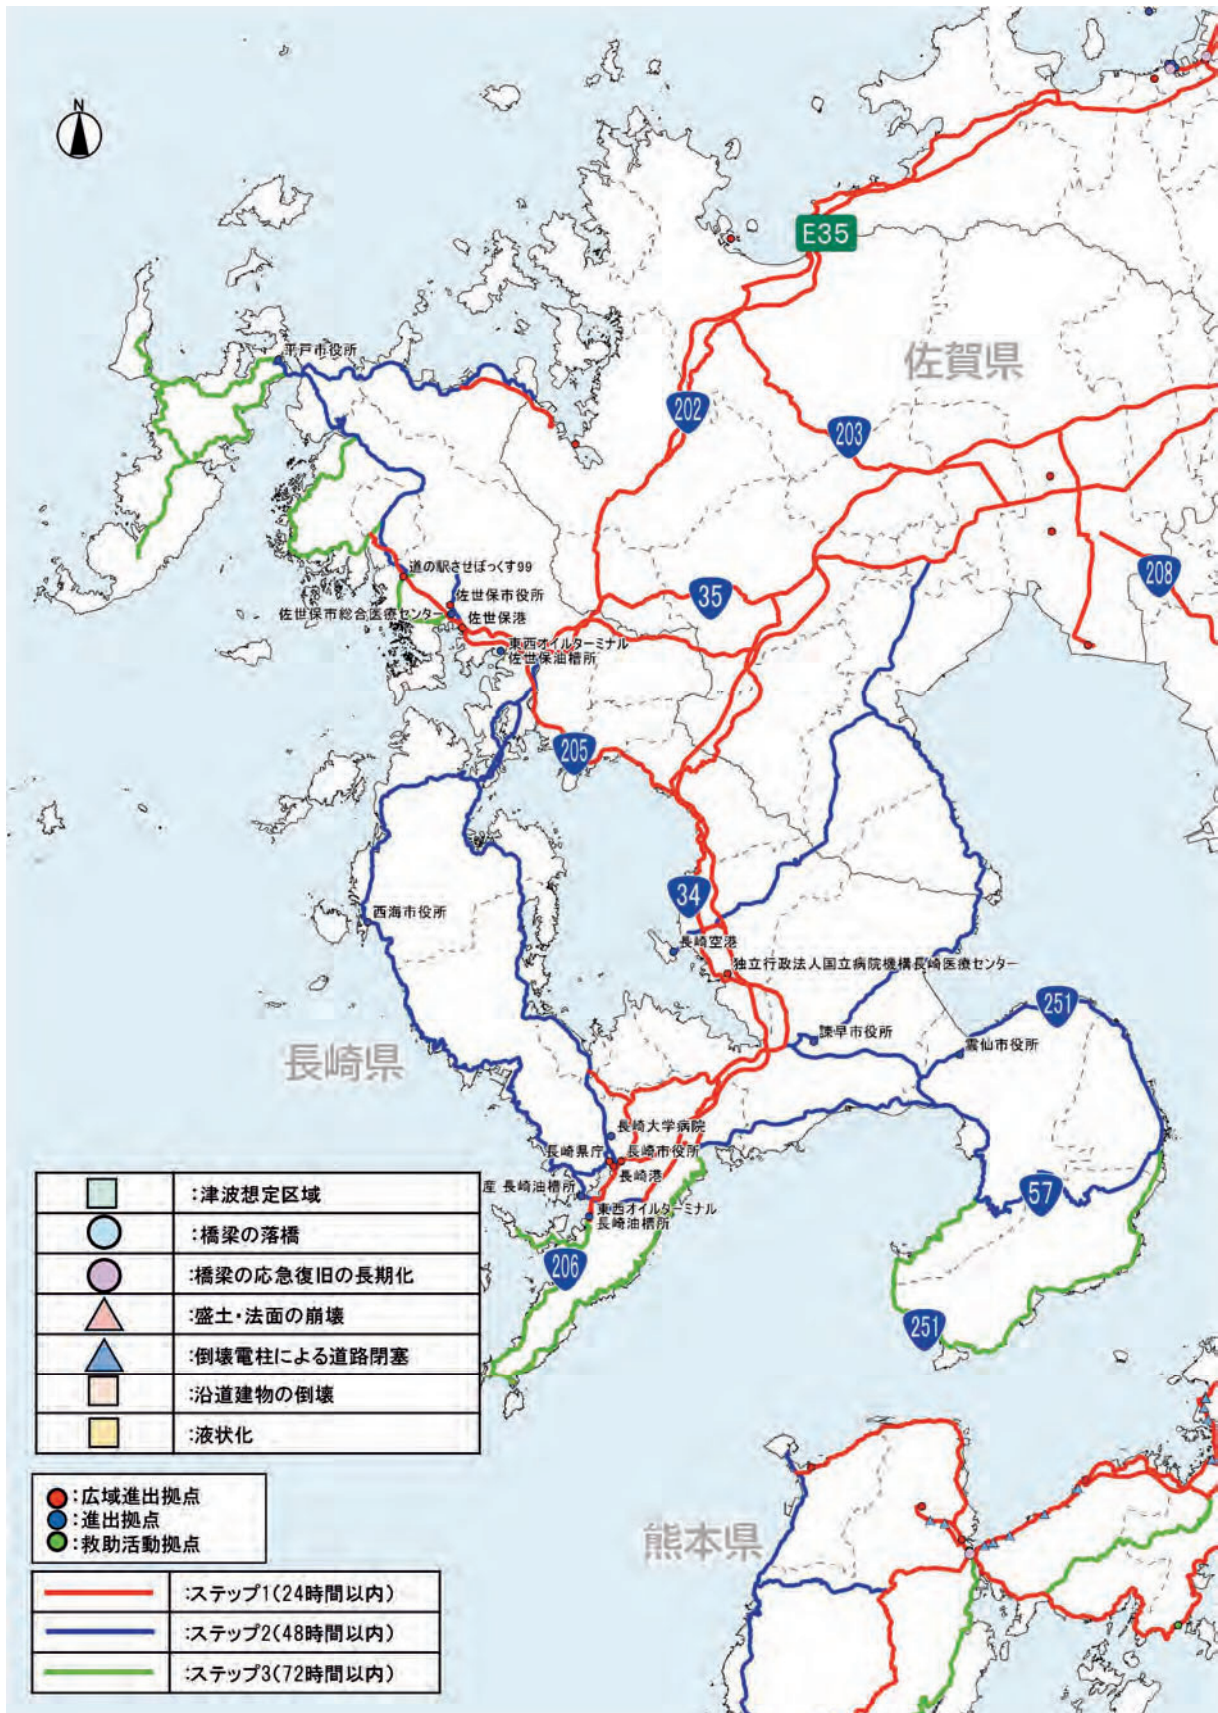 N
E35
佐賀県
平戸市役所
202
203
208
道の駅させぼっくす99
35
佐世保市役所
佐世保市総合医療センター
佐世保港
東西オイルターミナル
佐世保油槽所
205
34
西海市役所
長崎空港
独立行政法人国立病院機構長崎医療センター
251
諫早市役所
雲仙市役所
長崎県
長崎大学病院
長崎県庁
長崎市役所
長崎港
産 長崎油槽所
東西オイルターミナル
長崎油槽所
57
206
251
:津波想定区域
:橋梁の落橋
:橋梁の応急復旧の長期化
:盛土・法面の崩壊
:倒壊電柱による道路閉塞
:沿道建物の倒壊
:液状化
:広域進出拠点
:進出拠点
:救助活動拠点
熊本県
:ステップ1(24時間以内)
:ステップ2(48時間以内)
:ステップ3(72時間以内)